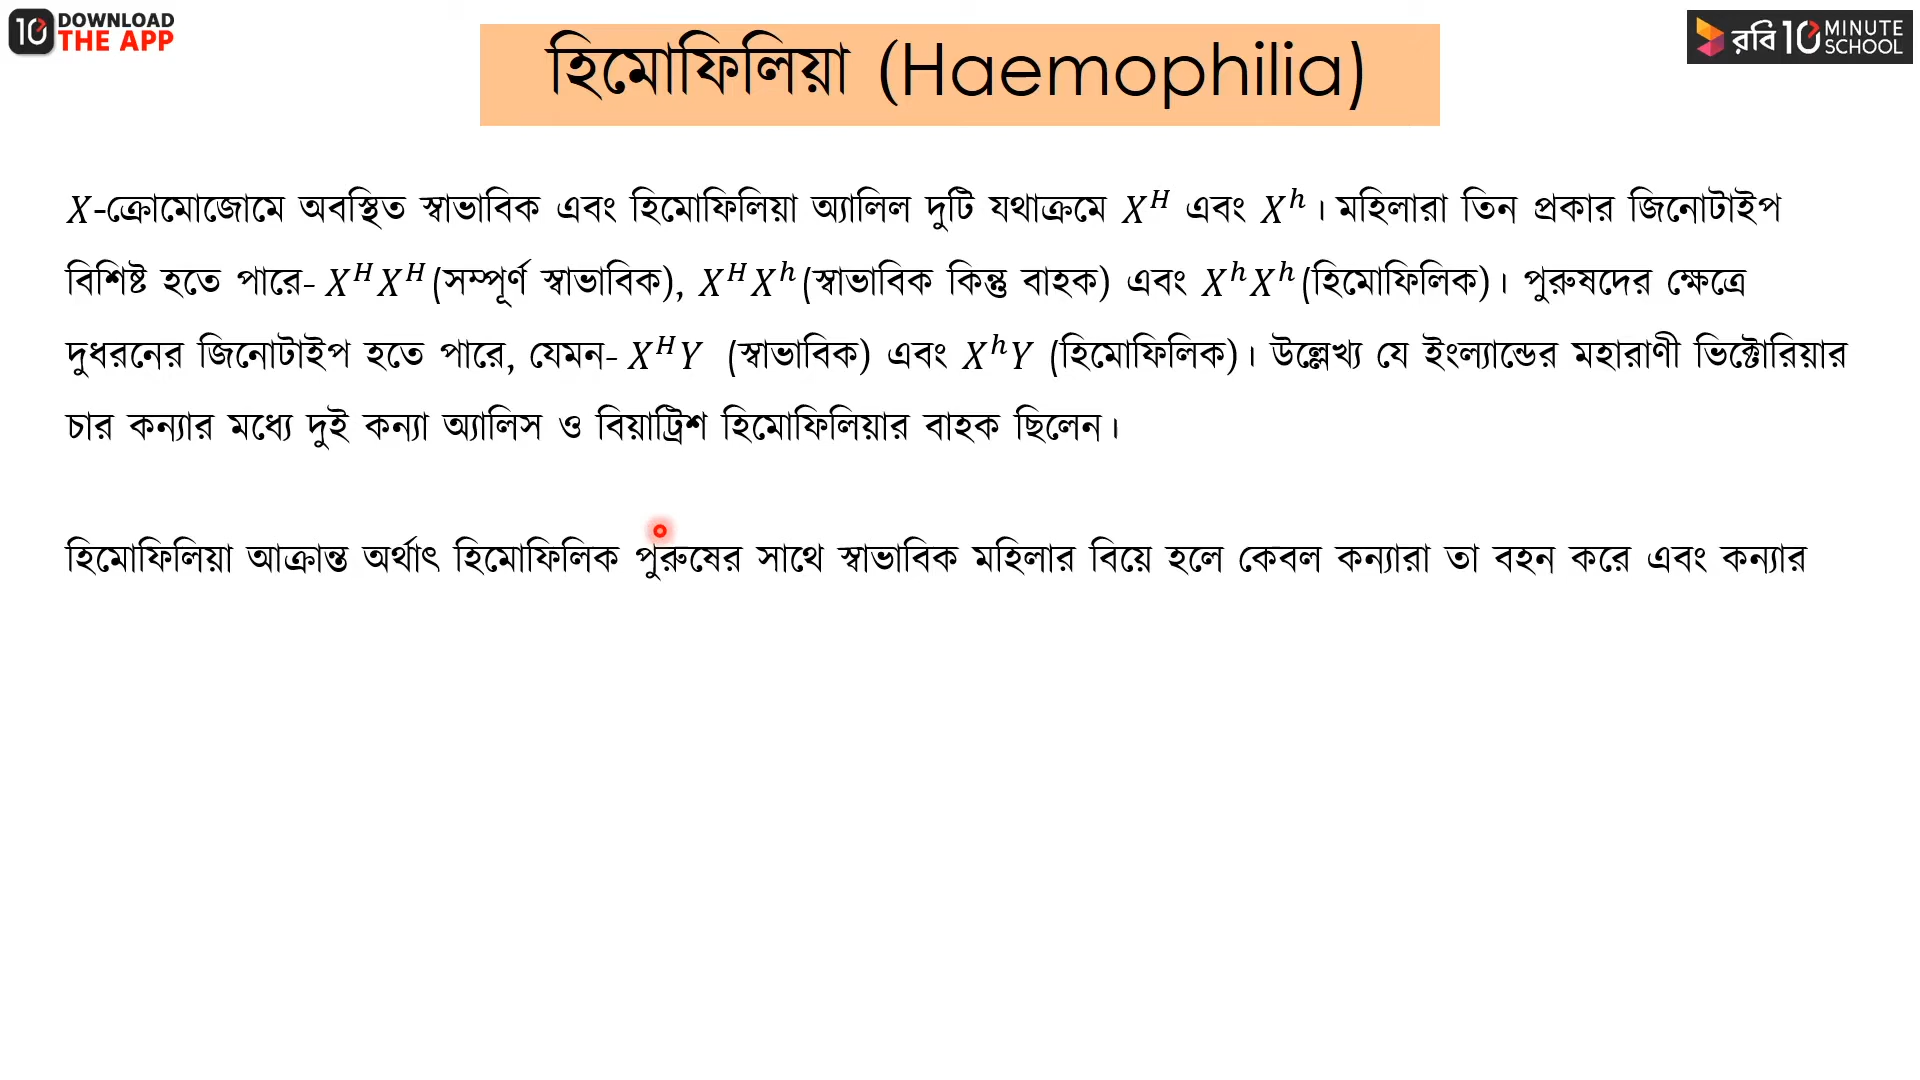 10 DOWNLOAD THE APP
হিমোফিলিয়া (Haemophilia)
রবি 10 MINUTE SCHOOL
X-ক্রোমোজোমে অবস্থিত স্বাভাবিক এবং হিমোফিলিয়া অ্যালিল দুটি যথাক্রমে X^H এবং X^h। মহিলারা তিন প্রকার জিনোটাইপ
বিশিষ্ট হতে পারে- X^H X^H(সম্পূর্ণ স্বাভাবিক), X^H X^h(স্বাভাবিক কিন্তু বাহক) এবং X^h X^h(হিমোফিলিক)। পুরুষদের ক্ষেত্রে
দুধরনের জিনোটাইপ হতে পারে, যেমন- X^H Y (স্বাভাবিক) এবং X^h Y (হিমোফিলিক)। উল্লেখ্য যে ইংল্যান্ডের মহারাণী ভিক্টোরিয়ার
চার কন্যার মধ্যে দুই কন্যা অ্যালিস ও বিয়াট্রিশ হিমোফিলিয়ার বাহক ছিলেন।
হিমোফিলিয়া আক্রান্ত অর্থাৎ হিমোফিলিক পুরুষের সাথে স্বাভাবিক মহিলার বিয়ে হলে কেবল কন্যারা তা বহন করে এবং কন্যার